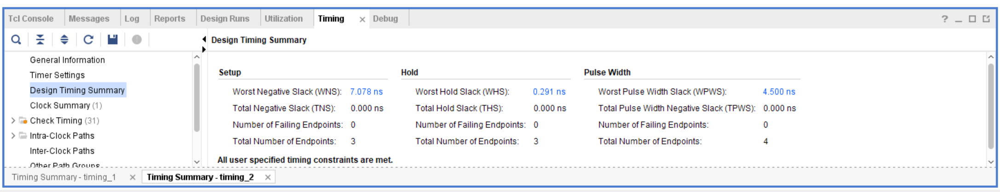 Tcl Console Messages Log Reports Design Runs Utilization Timing × Debug ?
Design Timing Summary
General Information
Timer Settings
Design Timing Summary
Clock Summary (1)
Check Timing (31)
Intra-Clock Paths
Inter-Clock Paths
Other Path Groups
Setup
Worst Negative Slack (WNS): 7.078 ns
Total Negative Slack (TNS): 0.000 ns
Number of Failing Endpoints: 0
Total Number of Endpoints: 3
Hold
Worst Hold Slack (WHS): 0.291 ns
Total Hold Slack (THS): 0.000 ns
Number of Failing Endpoints: 0
Total Number of Endpoints: 3
Pulse Width
Worst Pulse Width Slack (WPWS): 4.500 ns
Total Pulse Width Negative Slack (TPWS): 0.000 ns
Number of Failing Endpoints: 0
Total Number of Endpoints: 4
All user specified timing constraints are met.
Timing Summary - timing_1 × Timing Summary - timing_2 ×